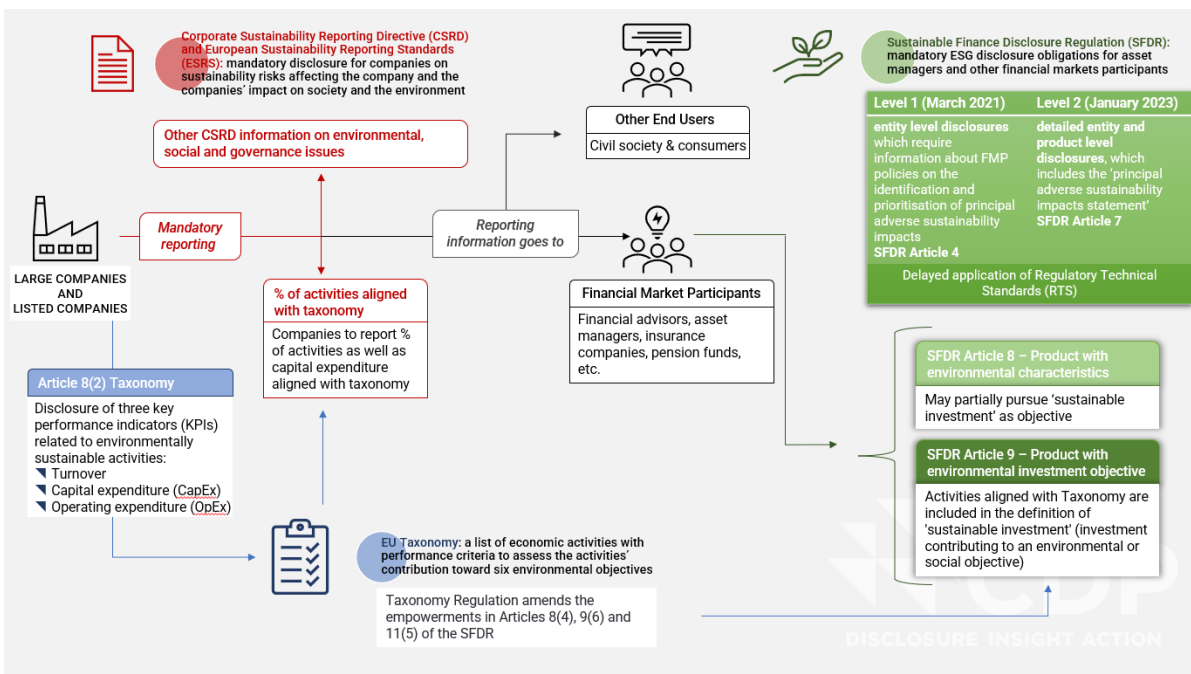 Corporate Sustainability Reporting Directive (CSRD)
and European Sustainability Reporting Standards
(ESRS): mandatory disclosure for companies on
sustainability risks affecting the company and the
companies' impact on society and the environment
Sustainable Finance Disclosure Regulation (SFDR):
mandatory ESG disclosure obligations for asset
managers and other financial markets participants
Other CSRD information on environmental,
social and governance issues
Other End Users
Civil society & consumers
Level 1 (March 2021)
entity level disclosures
which require
information about FMP
policies on the
identification and
prioritisation of principal
adverse sustainability
impacts
SFDR Article 4
Level 2 (January 2023)
detailed entity and
product level
disclosures, which
includes the 'principal
adverse sustainability
impacts statement'
SFDR Article 7
Delayed application of Regulatory Technical
Standards (RTS)
LARGE COMPANIES
AND
LISTED COMPANIES
Mandatory
reporting
Reporting
information goes to
% of activities aligned
with taxonomy
Companies to report %
of activities as well as
capital expenditure
aligned with taxonomy
Financial Market Participants
Financial advisors, asset
managers, insurance
companies, pension funds,
etc.
Article 8(2) Taxonomy
Disclosure of three key
performance indicators (KPIs)
related to environmentally
sustainable activities:
Turnover
Capital expenditure (CapEx)
Operating expenditure (OpEx)
SFDR Article 8 – Product with
environmental characteristics
May partially pursue 'sustainable
investment' as objective
SFDR Article 9 – Product with
environmental investment objective
Activities aligned with Taxonomy are
included in the definition of
'sustainable investment' (investment
contributing to an environmental or
social objective)
EU Taxonomy: a list of economic activities with
performance criteria to assess the activities'
contribution toward six environmental objectives
Taxonomy Regulation amends the
empowerments in Articles 8(4), 9(6) and
11(5) of the SFDR
CDP
DISCLOSURE INSIGHT ACTION